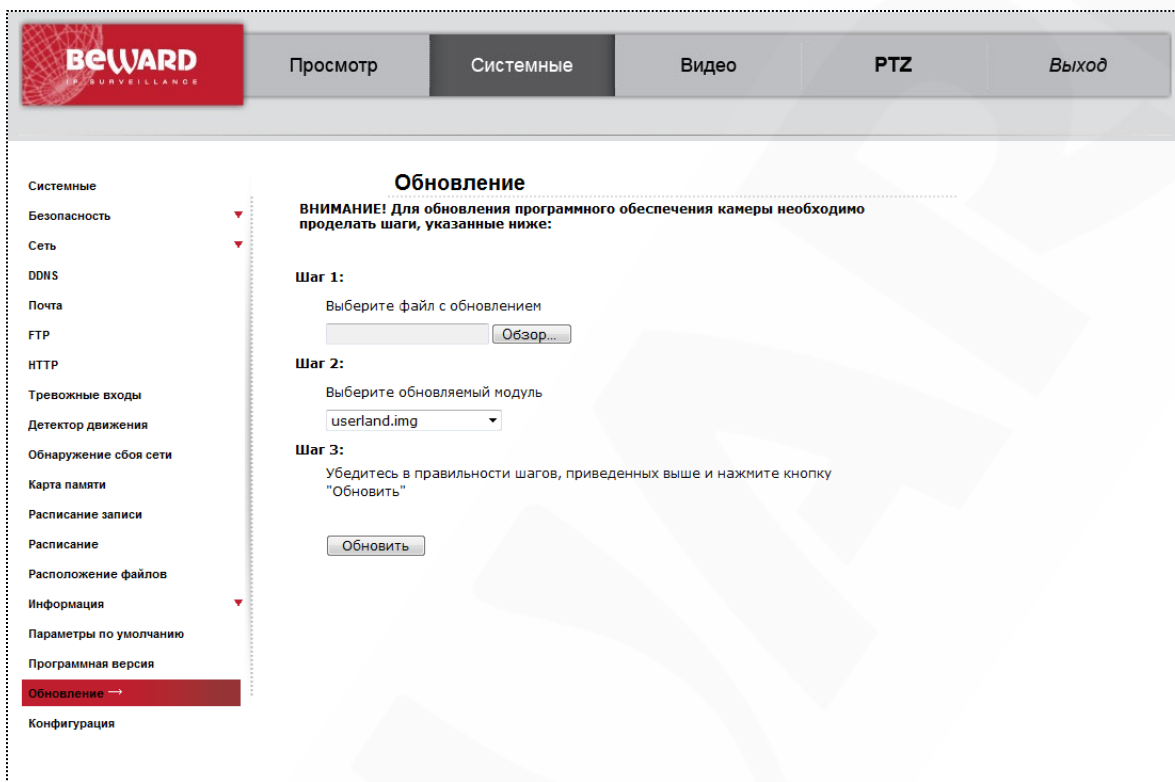 BEWARD
IP SURVEILLANCE
Просмотр
Системные
Видео
PTZ
Выход
Системные
Безопасность
Сеть
DDNS
Почта
FTP
HTTP
Тревожные входы
Детектор движения
Обнаружение сбоя сети
Карта памяти
Расписание записи
Расписание
Расположение файлов
Информация
Параметры по умолчанию
Программная версия
Обновление →
Конфигурация
Обновление
ВНИМАНИЕ! Для обновления программного обеспечения камеры необходимо
проделать шаги, указанные ниже:
Шаг 1:
Выберите файл с обновлением
Обзор...
Шаг 2:
Выберите обновляемый модуль
userland.img
Шаг 3:
Убедитесь в правильности шагов, приведенных выше и нажмите кнопку
"Обновить"
Обновить